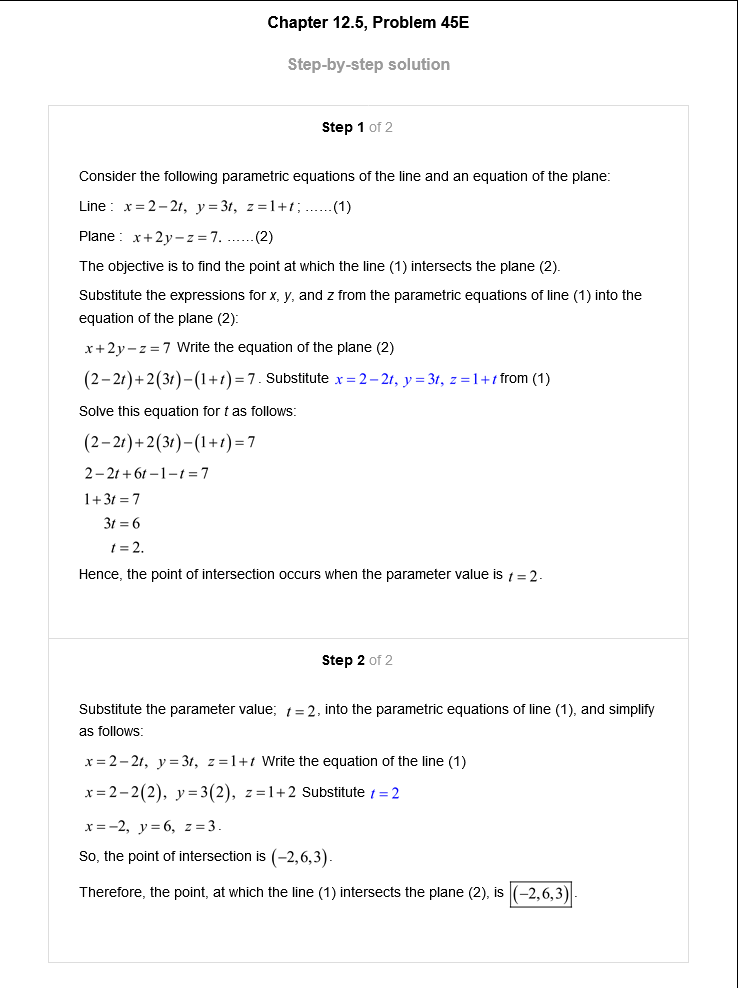 Chapter 12.5, Problem 45E
Step-by-step solution
Step 1 of 2
Consider the following parametric equations of the line and an equation of the plane:
Line : x = 2 − 2t, y = 3t, z = 1 + t; ……(1)
Plane : x + 2y − z = 7. ……(2)
The objective is to find the point at which the line (1) intersects the plane (2).
Substitute the expressions for x, y, and z from the parametric equations of line (1) into the
equation of the plane (2):
x + 2y − z = 7 Write the equation of the plane (2)
(2 − 2t) + 2(3t) − (1 + t) = 7. Substitute x = 2 − 2t, y = 3t, z = 1 + t from (1)
Solve this equation for t as follows:
(2 − 2t) + 2(3t) − (1 + t) = 7
2 − 2t + 6t − 1 − t = 7
1 + 3t = 7
3t = 6
t = 2.
Hence, the point of intersection occurs when the parameter value is t = 2.
Step 2 of 2
Substitute the parameter value; t = 2, into the parametric equations of line (1), and simplify
as follows:
x = 2 − 2t, y = 3t, z = 1 + t Write the equation of the line (1)
x = 2 − 2(2), y = 3(2), z = 1 + 2 Substitute t = 2
x = −2, y = 6, z = 3.
So, the point of intersection is (−2,6,3).
Therefore, the point, at which the line (1) intersects the plane (2), is (−2,6,3).